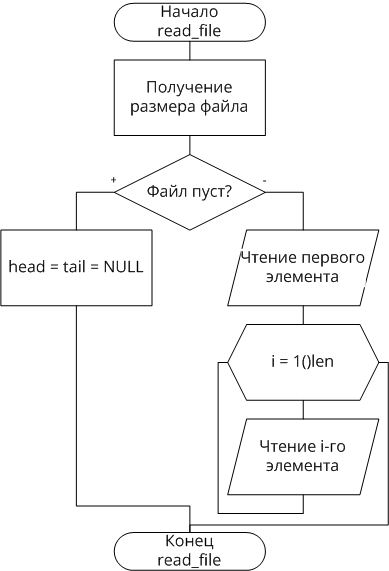 Начало
read_file
Получение
размера файла
+
Файл пуст?
-
head = tail = NULL
Чтение первого
элемента
i = 1()len
Чтение i-го
элемента
Конец
read_file